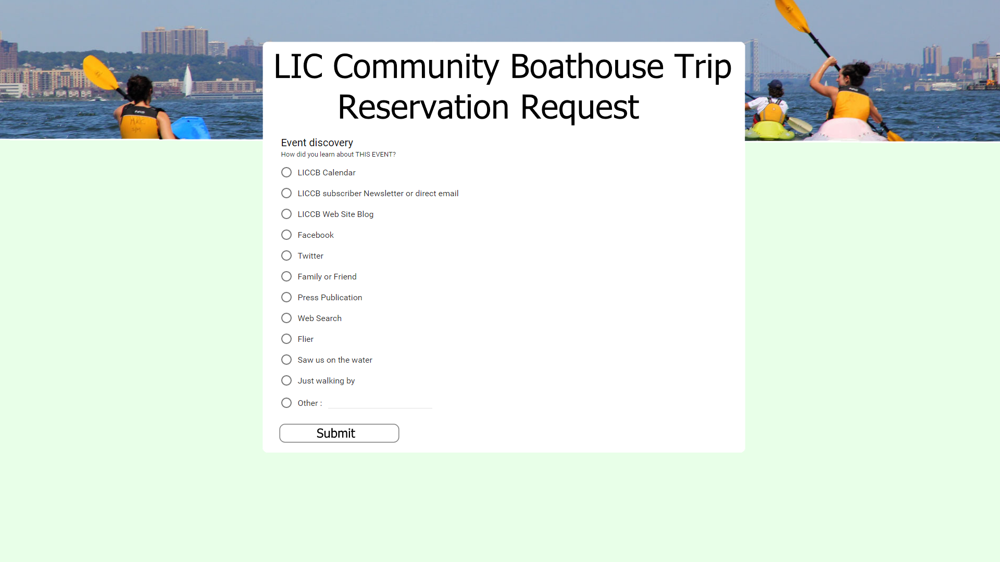 LIC Community Boathouse Trip
Reservation Request
Event discovery
How did you learn about THIS EVENT?
LICCB Calendar
LICCB subscriber Newsletter or direct email
LICCB Web Site Blog
Facebook
Twitter
Family or Friend
Press Publication
Web Search
Flier
Saw us on the water
Just walking by
Other :
Submit